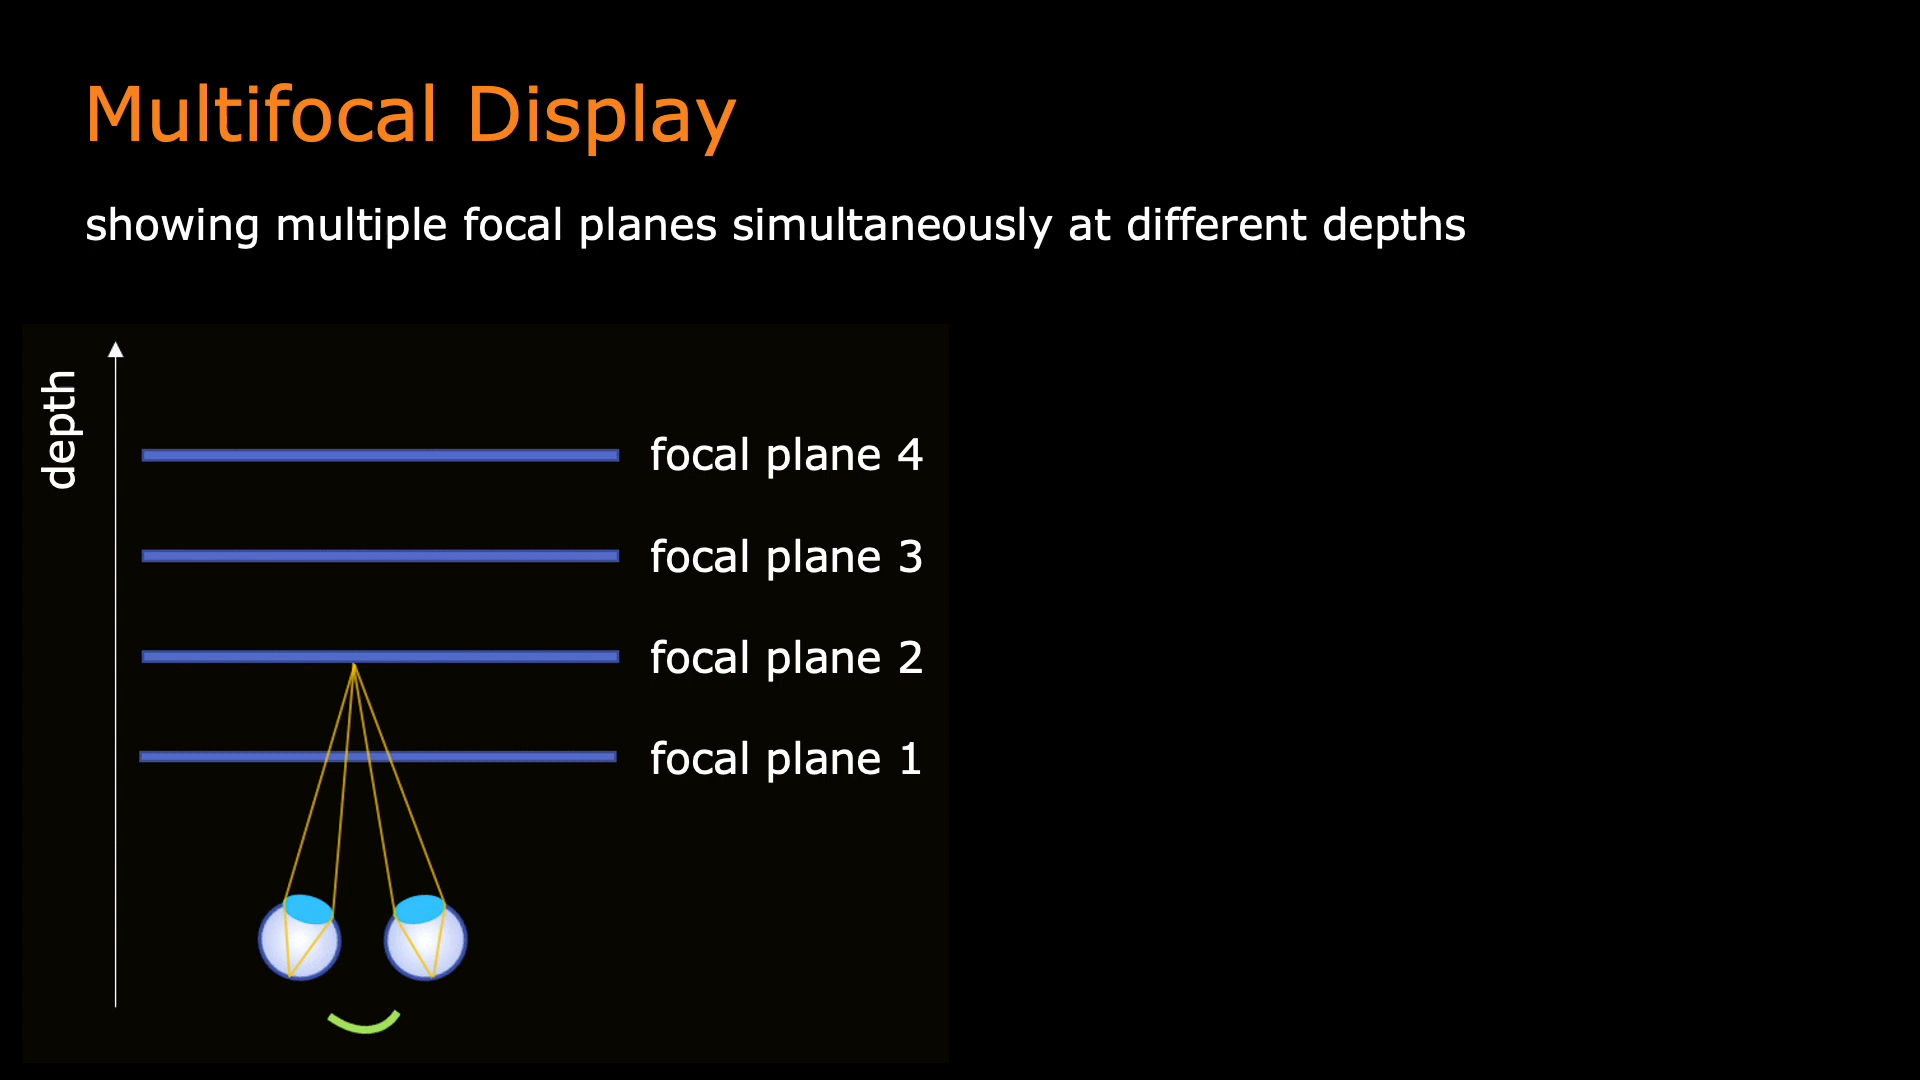 Multifocal Display
showing multiple focal planes simultaneously at different depths
depth
focal plane 4
focal plane 3
focal plane 2
focal plane 1